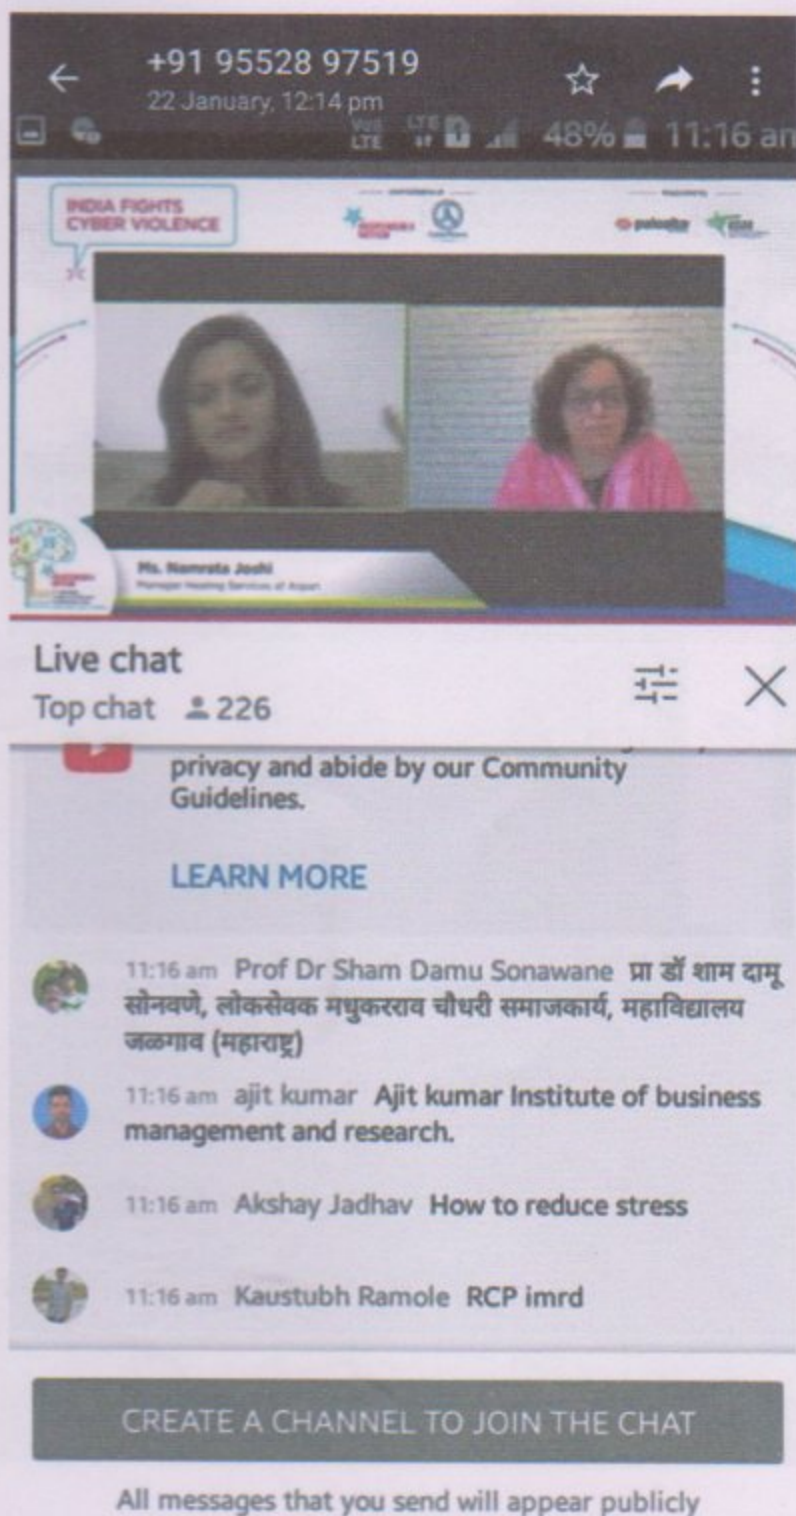 +91 95528 97519
22 January, 12:14 pm
48% 11:16 am
INDIA FIGHTS
CYBER VIOLENCE
Ms. Namrata Joshi
Manager Healing Services at Arpan
Live chat
Top chat 226
privacy and abide by our Community
Guidelines.
LEARN MORE
11:16 am Prof Dr Sham Damu Sonawane प्रा डॉ शाम दामू
सोनवणे, लोकसेवक मधुकरराव चौधरी समाजकार्य, महाविद्यालय
जळगाव (महाराष्ट्र)
11:16 am ajit kumar Ajit kumar Institute of business
management and research.
11:16 am Akshay Jadhav How to reduce stress
11:16 am Kaustubh Ramole RCP imrd
CREATE A CHANNEL TO JOIN THE CHAT
All messages that you send will appear publicly